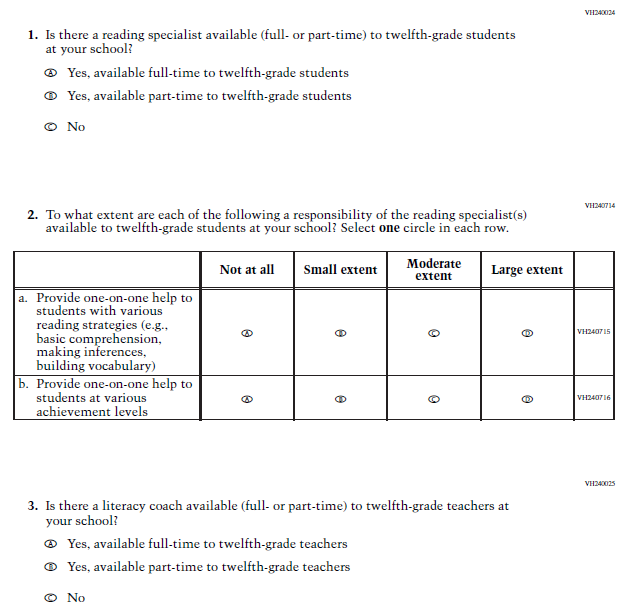 VH240024
1. Is there a reading specialist available (full- or part-time) to twelfth-grade students
at your school?
Ⓐ Yes, available full-time to twelfth-grade students
Ⓑ Yes, available part-time to twelfth-grade students
Ⓒ No
VH240714
2. To what extent are each of the following a responsibility of the reading specialist(s)
available to twelfth-grade students at your school? Select one circle in each row.
Not at all Small extent Moderate extent Large extent
a. Provide one-on-one help to
students with various
reading strategies (e.g.,
basic comprehension,
making inferences,
building vocabulary)
Ⓐ Ⓑ Ⓒ Ⓓ VH240715
b. Provide one-on-one help to
students at various
achievement levels
Ⓐ Ⓑ Ⓒ Ⓓ VH240716
VH240025
3. Is there a literacy coach available (full- or part-time) to twelfth-grade teachers at
your school?
Ⓐ Yes, available full-time to twelfth-grade teachers
Ⓑ Yes, available part-time to twelfth-grade teachers
Ⓒ No